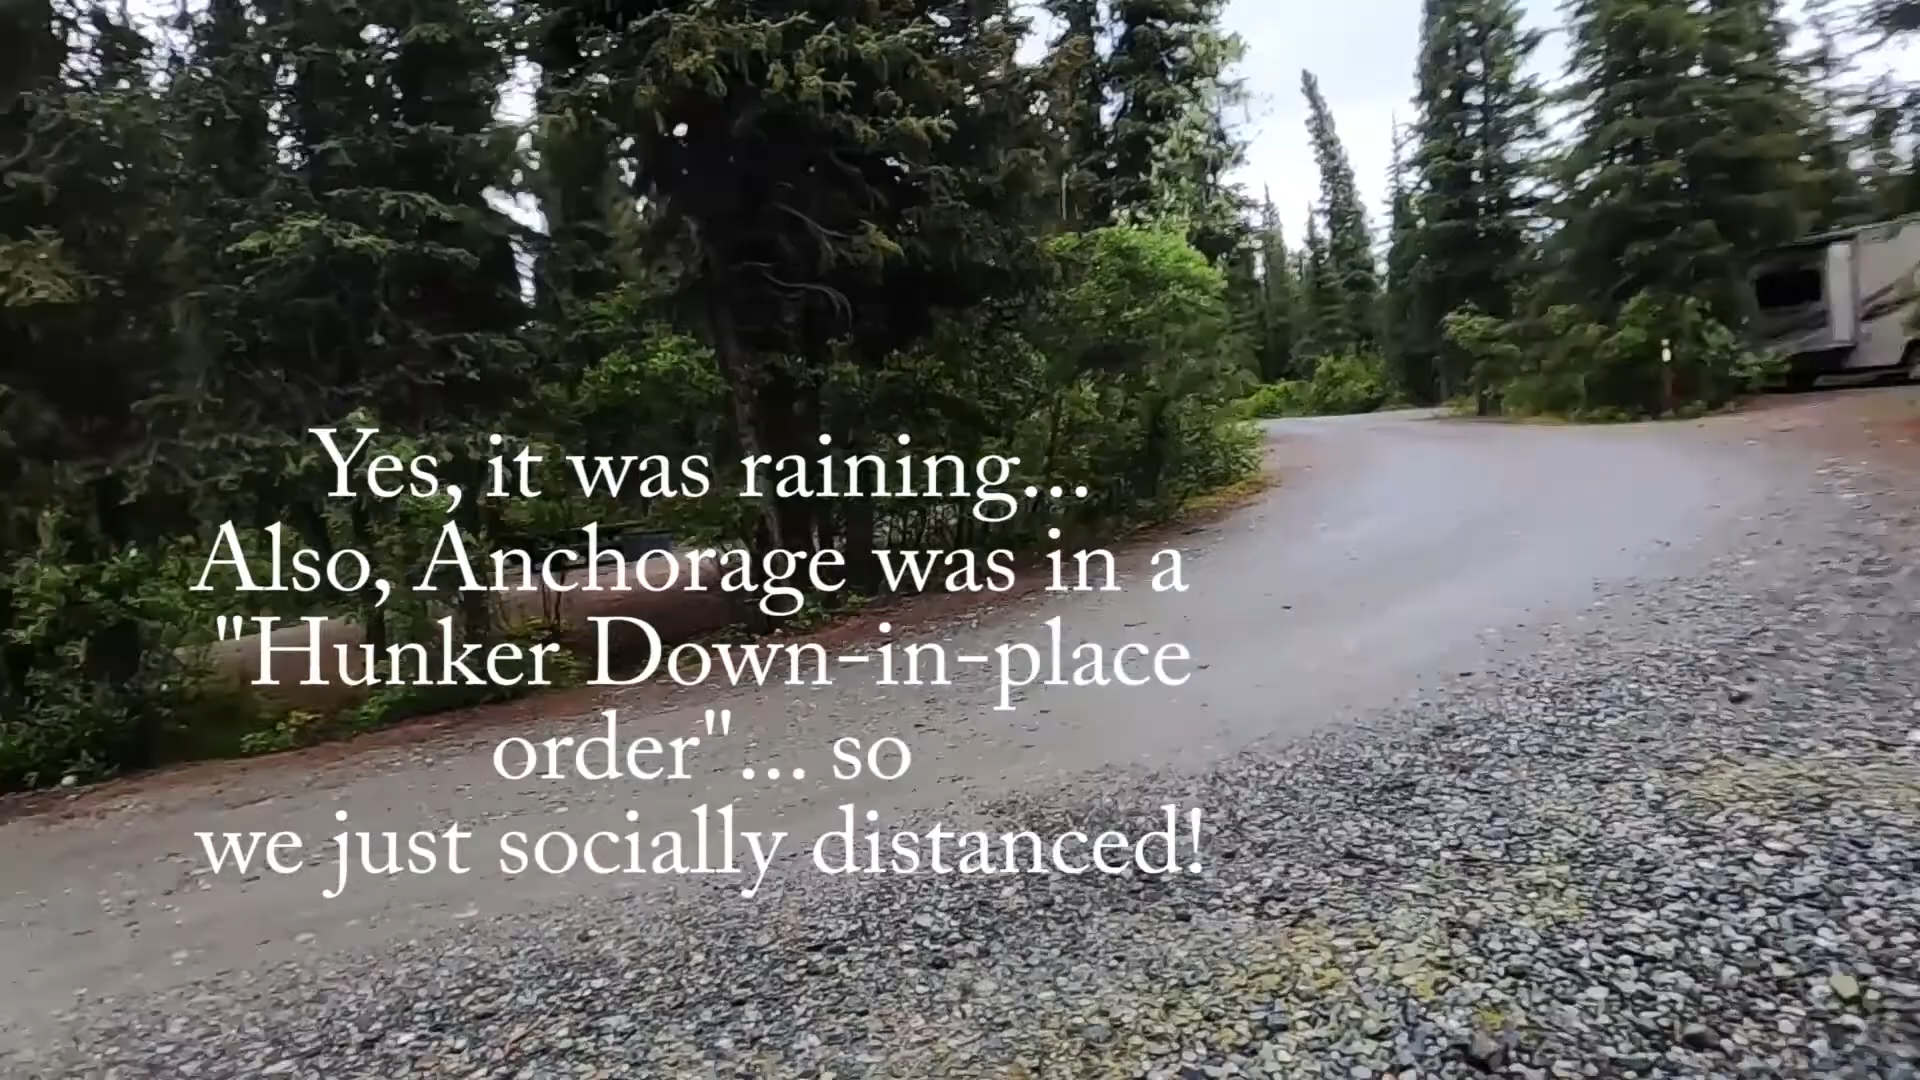 Yes, it was raining...
Also, Anchorage was in a
"Hunker Down-in-place
order"... so
we just socially distanced!